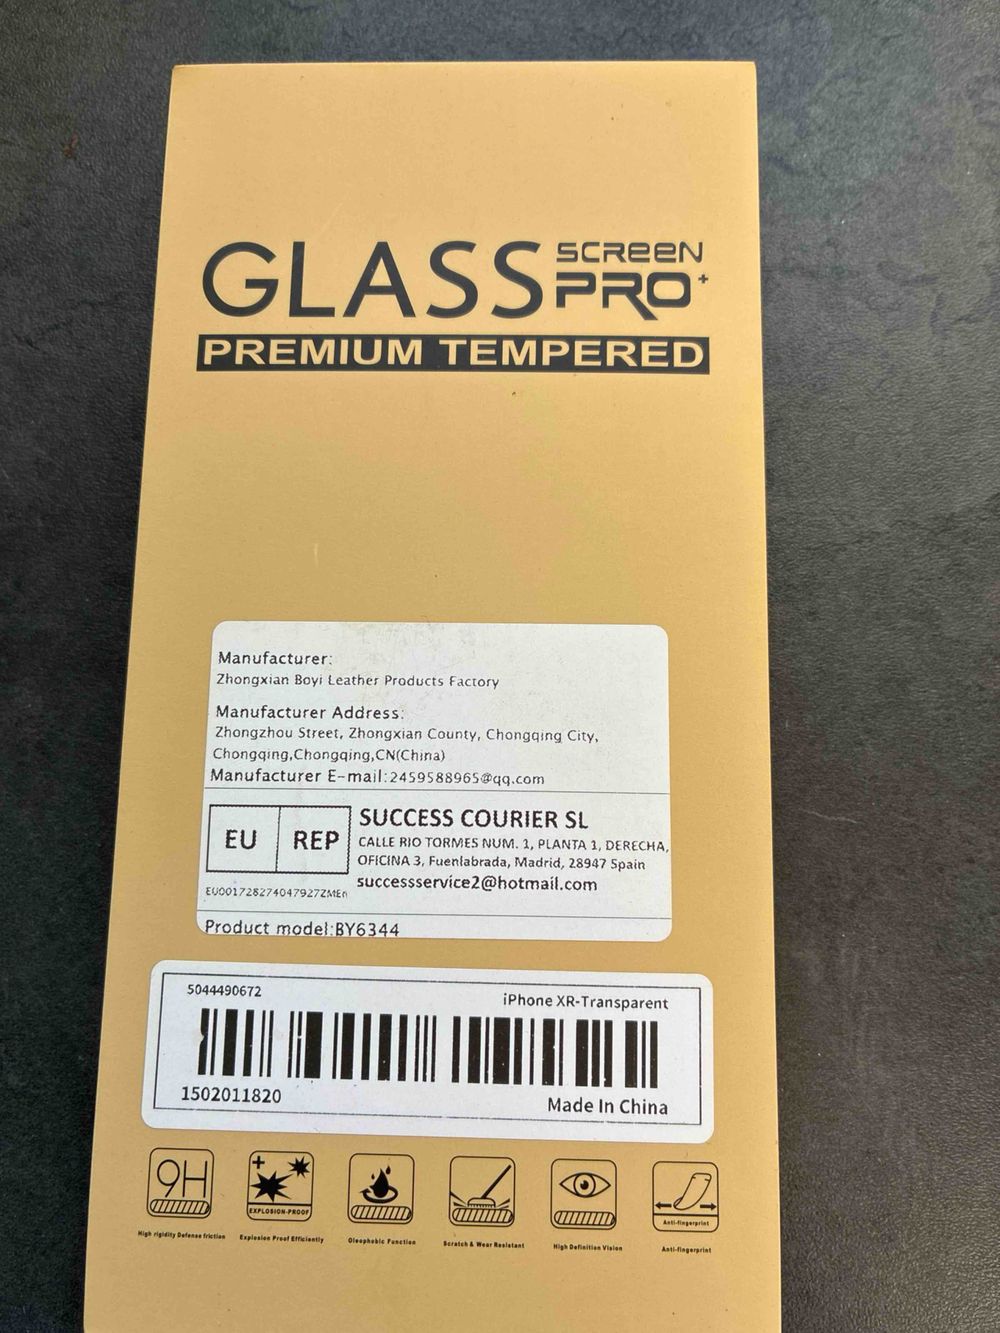 GLASS SCREEN PRO+
PREMIUM TEMPERED
Manufacturer:
Zhongxian Boyi Leather Products Factory
Manufacturer Address:
Zhongzhou Street, Zhongxian County, Chongqing City,
Chongqing,Chongqing,CN(China)
Manufacturer E-mail:2459588965@qq.com
EU REP
SUCCESS COURIER SL
CALLE RIO TORMES NUM. 1, PLANTA 1, DERECHA,
OFICINA 3, Fuenlabrada, Madrid, 28947 Spain
successservice2@hotmail.com
Product model:BY6344
5044490672
iPhone XR-Transparent
1502011820
Made In China
9H
EXPLOSION-PROOF
Anti-fingerprint
High rigidity Defense friction
Explosion Proof Efficiently
Oleophobic Function
Scratch & Wear Resistant
High Definition Vision
Anti-fingerprint